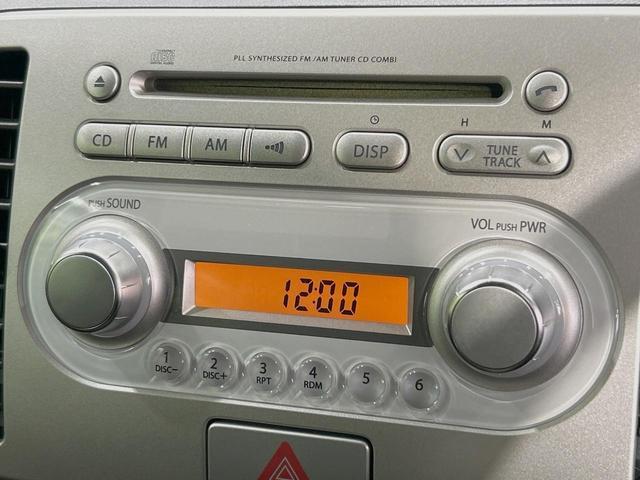 PLL SYNTHESIZED FM / AM TUNER CD COMBI
CD FM AM DISP H M
TUNE
TRACK
PUSH SOUND
VOL PUSH PWR
12:00
1 2 3 4 5 6
DISC- DISC+ RPT RDM